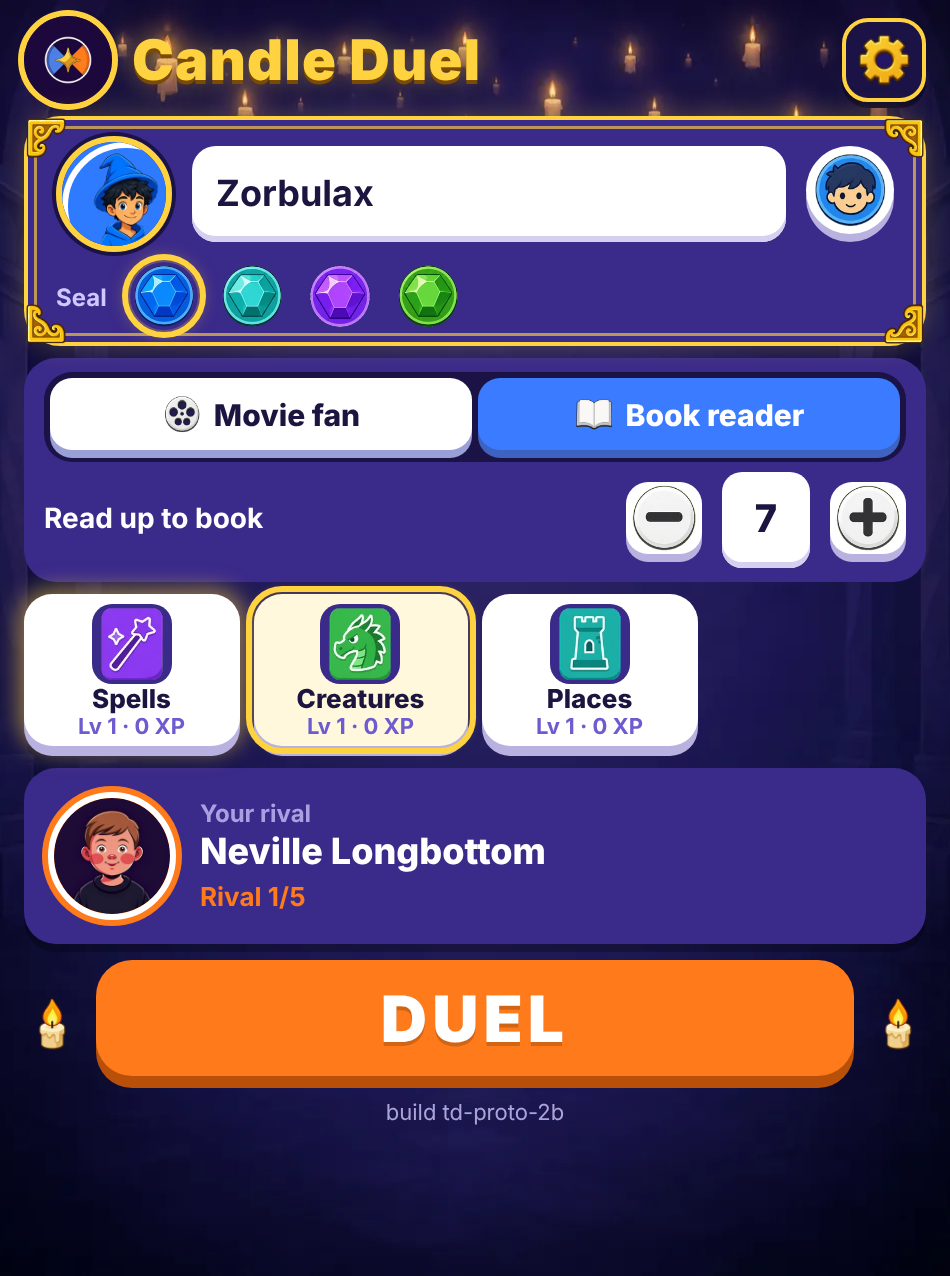 Candle Duel
Zorbulax
Seal
Movie fan
Book reader
Read up to book
7
Spells
Lv 1 · 0 XP
Creatures
Lv 1 · 0 XP
Places
Lv 1 · 0 XP
Your rival
Neville Longbottom
Rival 1/5
DUEL
build td-proto-2b